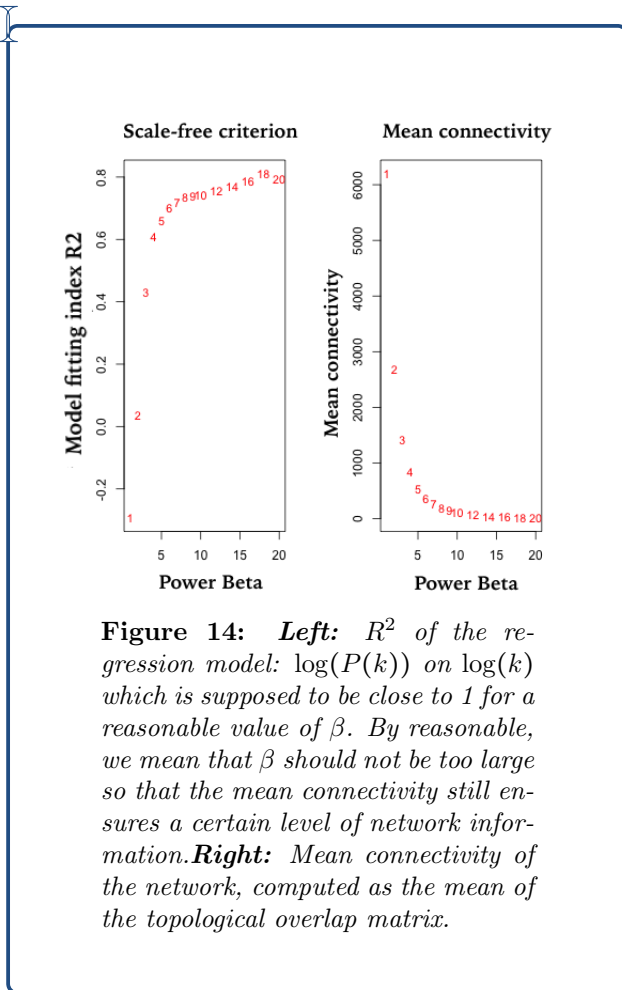 Scale-free criterion
Model fitting index R2
0.8
0.6
0.4
0.2
0.0
-0.2
1
2
3
4
5
6
7
8
9
10
12
14
16
18
20
5 10 15 20
Power Beta
Mean connectivity
Mean connectivity
6000
5000
4000
3000
2000
1000
0
1
2
3
4
5
6
7
8
9
10
12
14
16
18
20
5 10 15 20
Power Beta
Figure 14: Left: R² of the re-
gression model: log(P(k)) on log(k)
which is supposed to be close to 1 for a
reasonable value of β. By reasonable,
we mean that β should not be too large
so that the mean connectivity still en-
sures a certain level of network infor-
mation.Right: Mean connectivity of
the network, computed as the mean of
the topological overlap matrix.